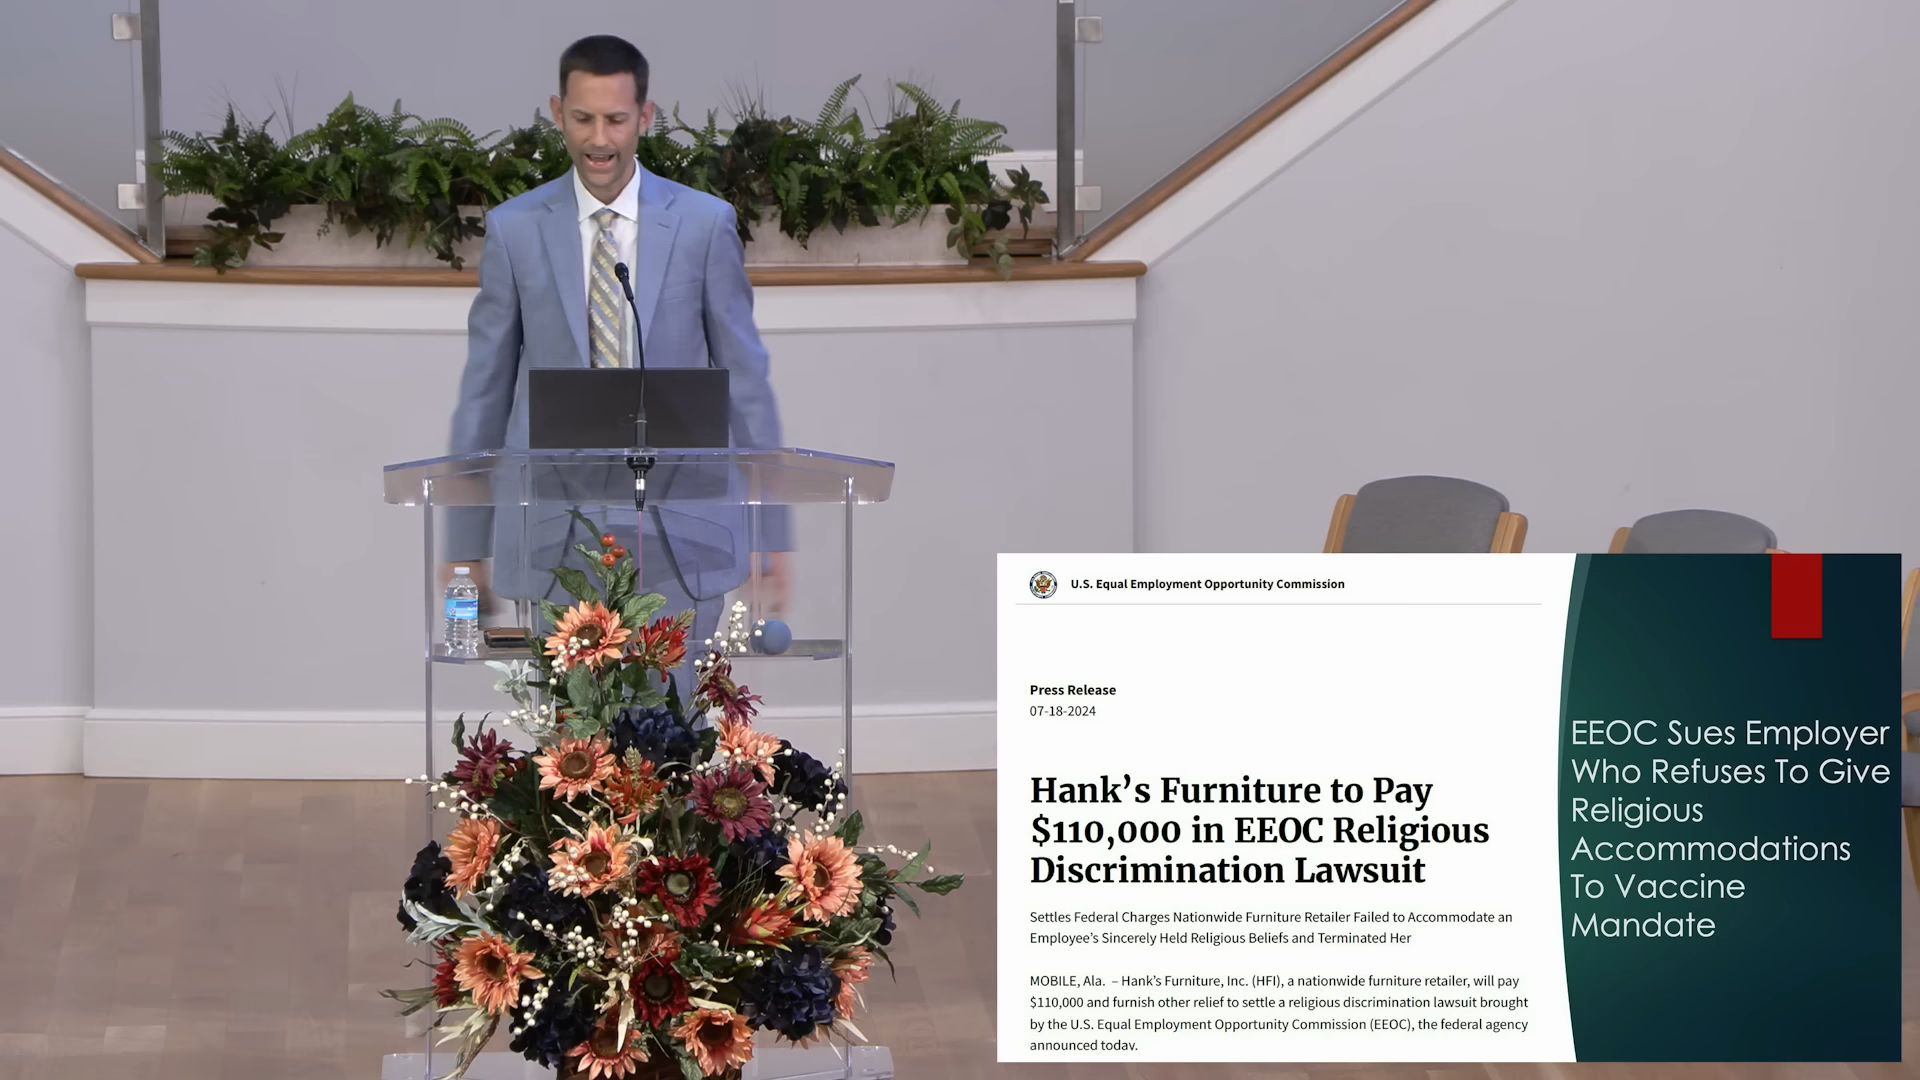 U.S. Equal Employment Opportunity Commission
Press Release
07-18-2024
Hank's Furniture to Pay
$110,000 in EEOC Religious
Discrimination Lawsuit
Settles Federal Charges Nationwide Furniture Retailer Failed to Accommodate an
Employee's Sincerely Held Religious Beliefs and Terminated Her
MOBILE, Ala. – Hank's Furniture, Inc. (HFI), a nationwide furniture retailer, will pay
$110,000 and furnish other relief to settle a religious discrimination lawsuit brought
by the U.S. Equal Employment Opportunity Commission (EEOC), the federal agency
announced today.
EEOC Sues Employer
Who Refuses To Give
Religious
Accommodations
To Vaccine
Mandate